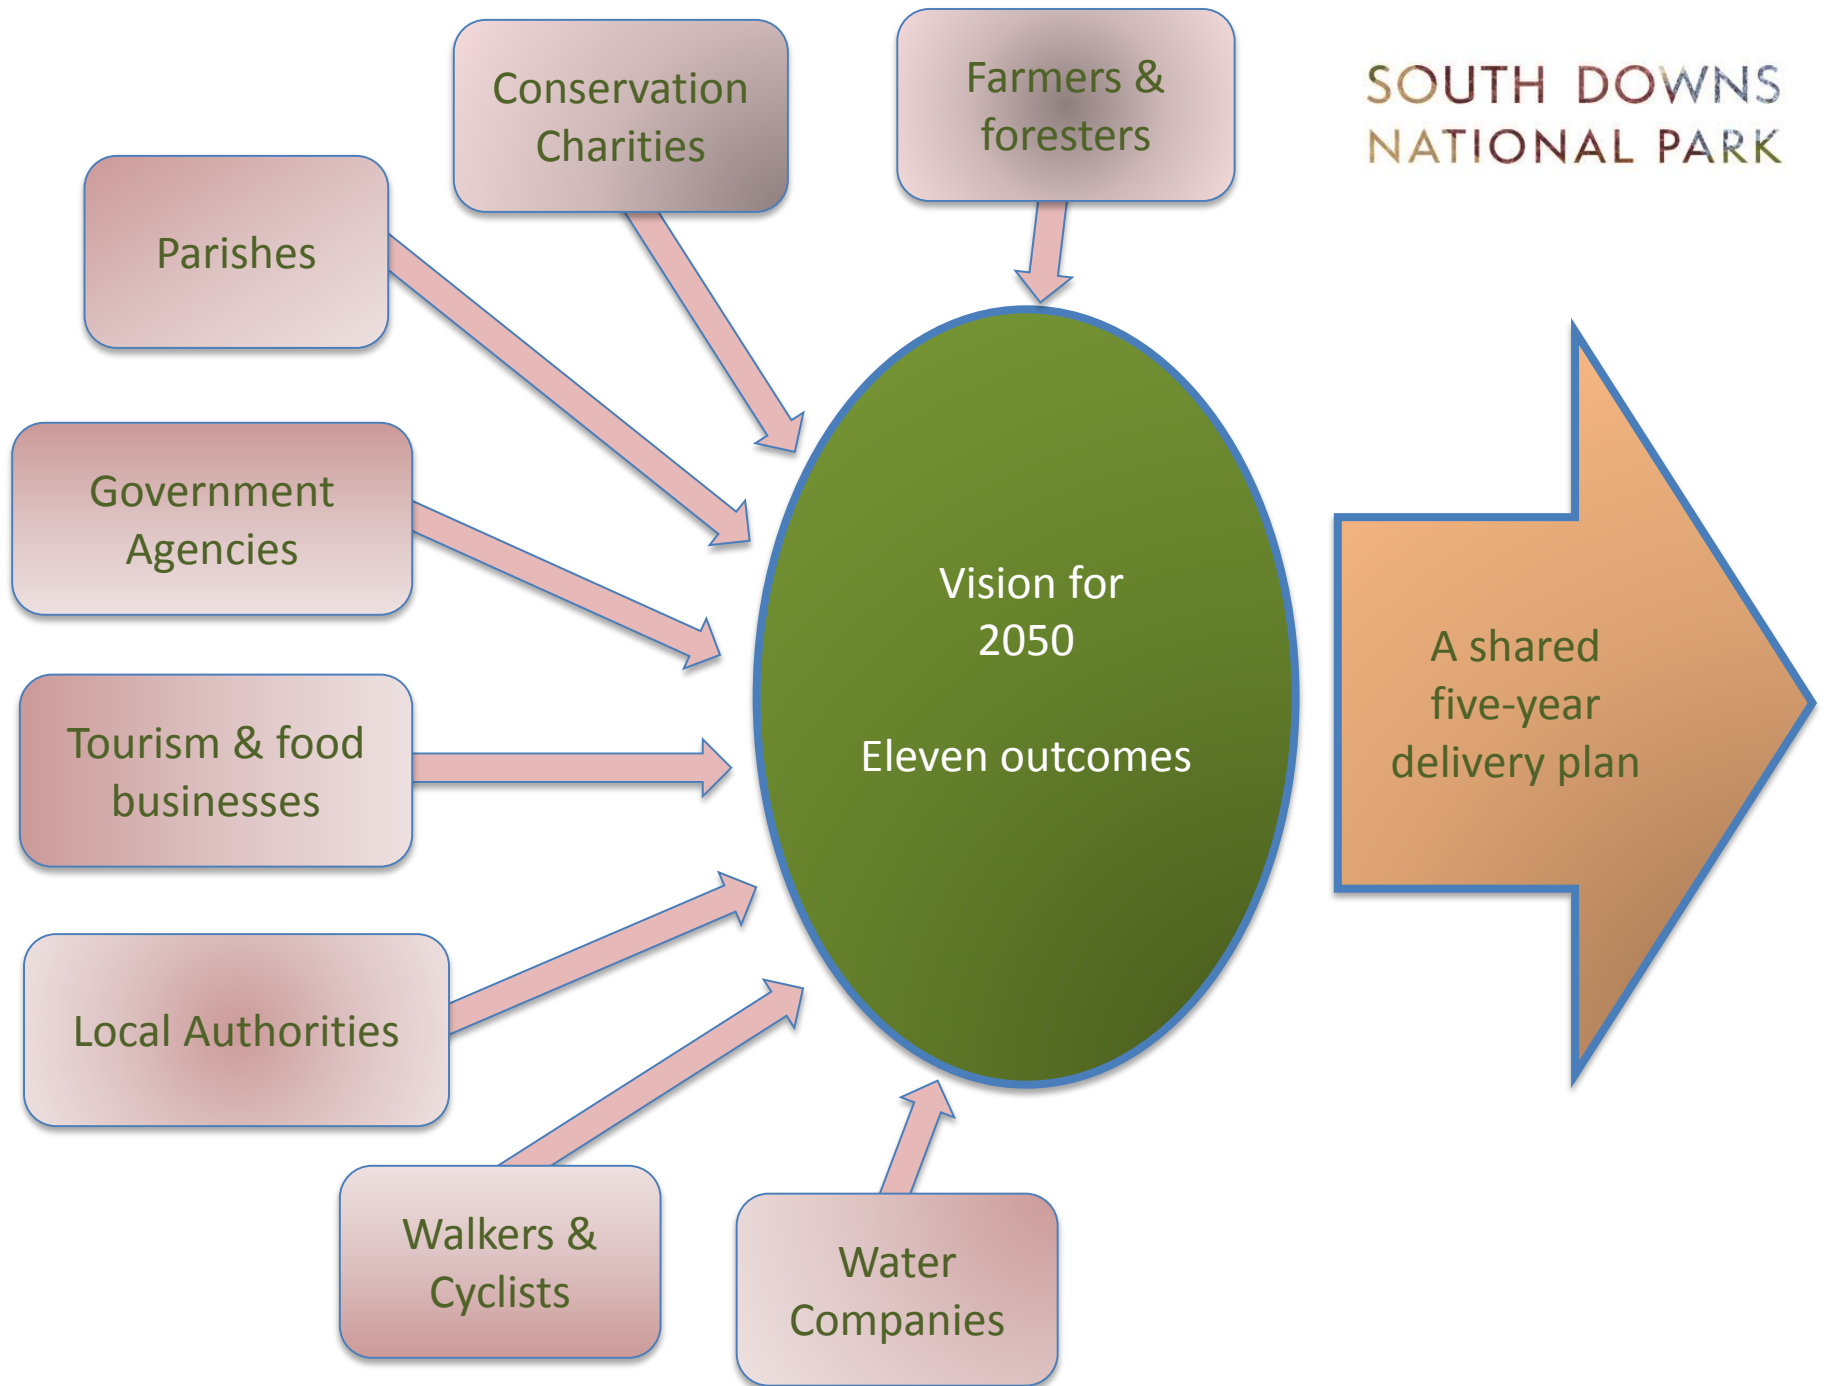 Conservation
Charities
Farmers &
foresters
SOUTH DOWNS
NATIONAL PARK
Parishes
Government
Agencies
Tourism & food
businesses
Local Authorities
Walkers &
Cyclists
Water
Companies
Vision for
2050
Eleven outcomes
A shared
five-year
delivery plan